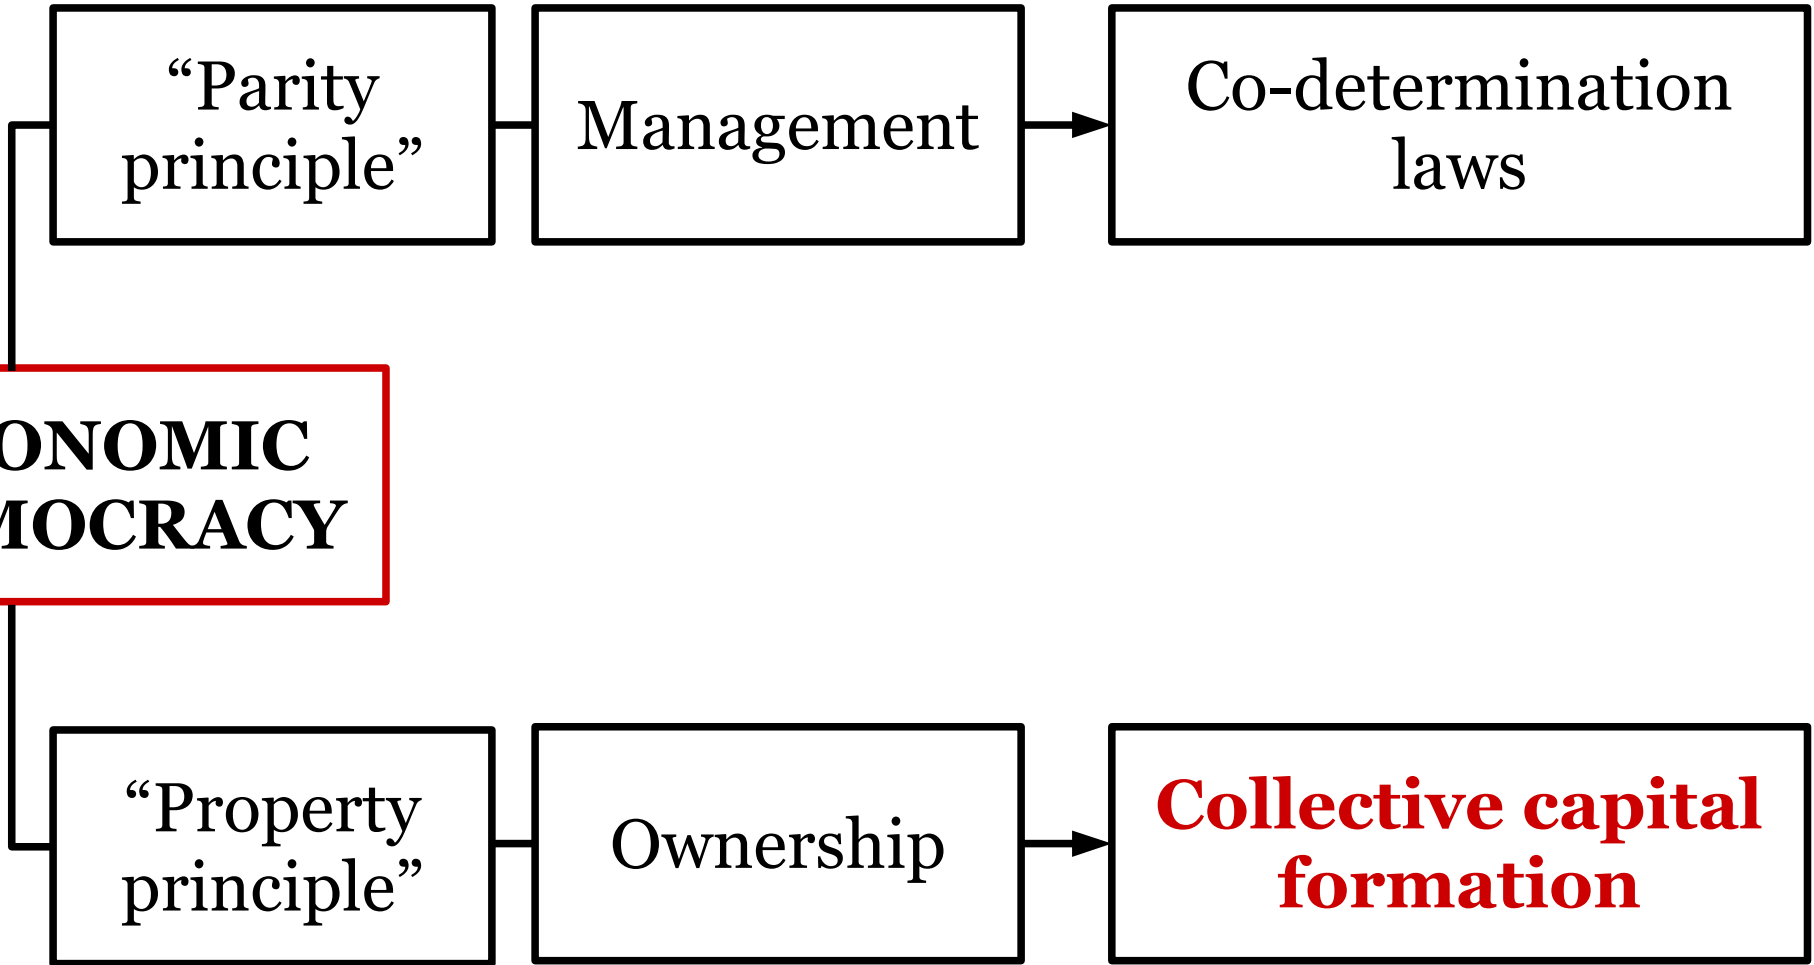 “Parity
principle”
Management
Co-determination
laws
ONOMIC
MOCRACY
“Property
principle”
Ownership
Collective capital
formation